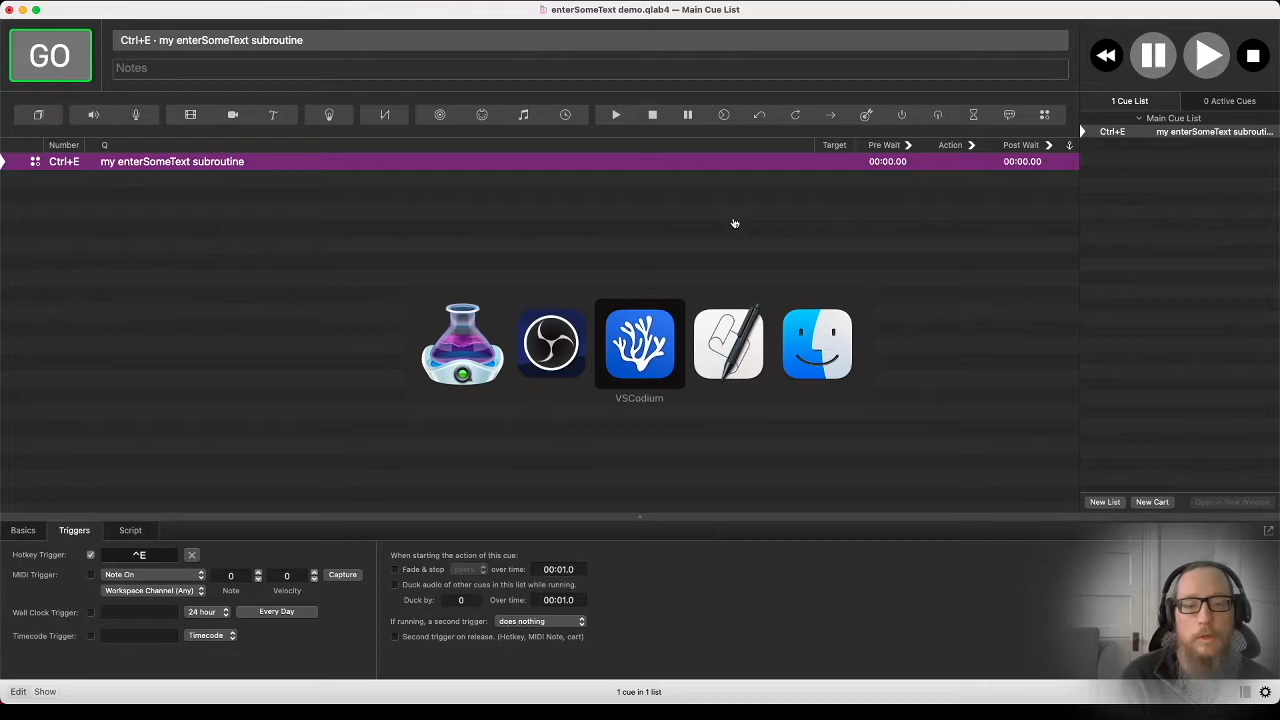 enterSomeText demo.qlab4 — Main Cue List
GO
Ctrl+E · my enterSomeText subroutine
Notes
1 Cue List
0 Active Cues
Main Cue List
Ctrl+E my enterSomeText subrouti...
Number Q Target Pre Wait Action Post Wait
Ctrl+E my enterSomeText subroutine 00:00.00 00:00.00
VSCodium
New List New Cart Open in New Window
Basics Triggers Script
Hotkey Trigger: ^E
MIDI Trigger: Note On 0 0 Capture
Workspace Channel (Any) Note Velocity
Wall Clock Trigger: 24 hour Every Day
Timecode Trigger: Timecode
When starting the action of this cue:
Fade & stop peers over time: 00:01.0
Duck audio of other cues in this list while running.
Duck by: 0 Over time: 00:01.0
If running, a second trigger: does nothing
Second trigger on release. (Hotkey, MIDI Note, cart)
Edit Show
1 cue in 1 list